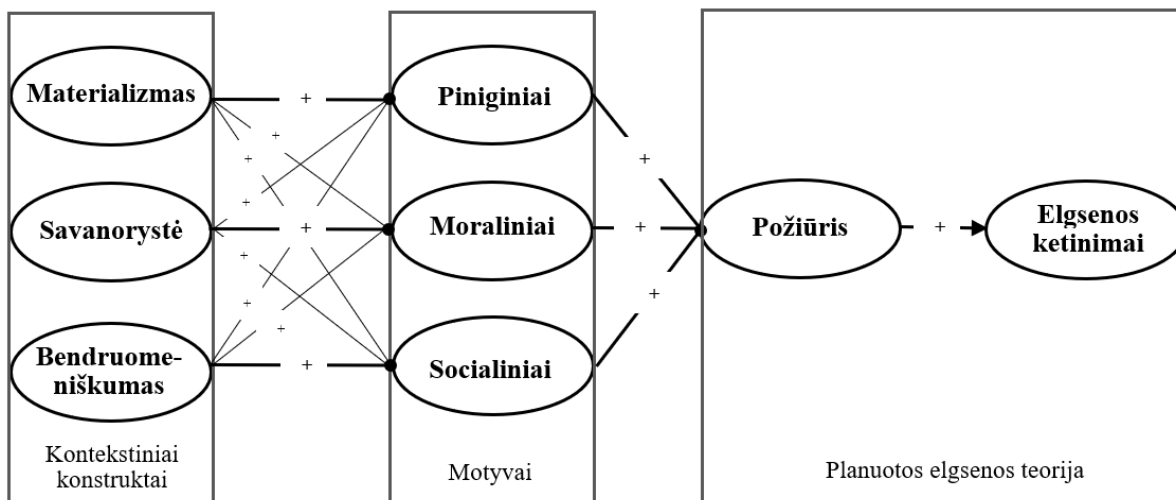 Materializmas
Savanorystė
Bendruome-
niškumas
Kontekstiniai
konstruktai
+
+
+
+
+
+
+
+
+
Piniginiai
Moraliniai
Socialiniai
Motyvai
+
+
+
Požiūris
+
Elgsenos
ketinimai
Planuotos elgsenos teorija